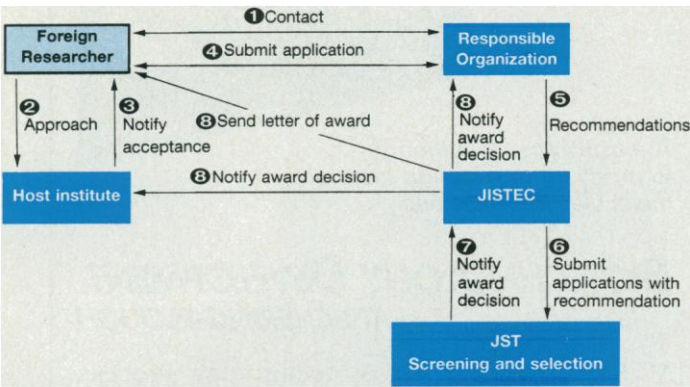 ❶Contact
Foreign
Researcher
❹Submit application
Responsible
Organization
❷
Approach
❸
Notify
acceptance
❽Send letter of award
❽
Notify
award
decision
❺
Recommendations
Host institute
❽Notify award decision
JISTEC
❼
Notify
award
decision
❻
Submit
applications with
recommendation
JST
Screening and selection